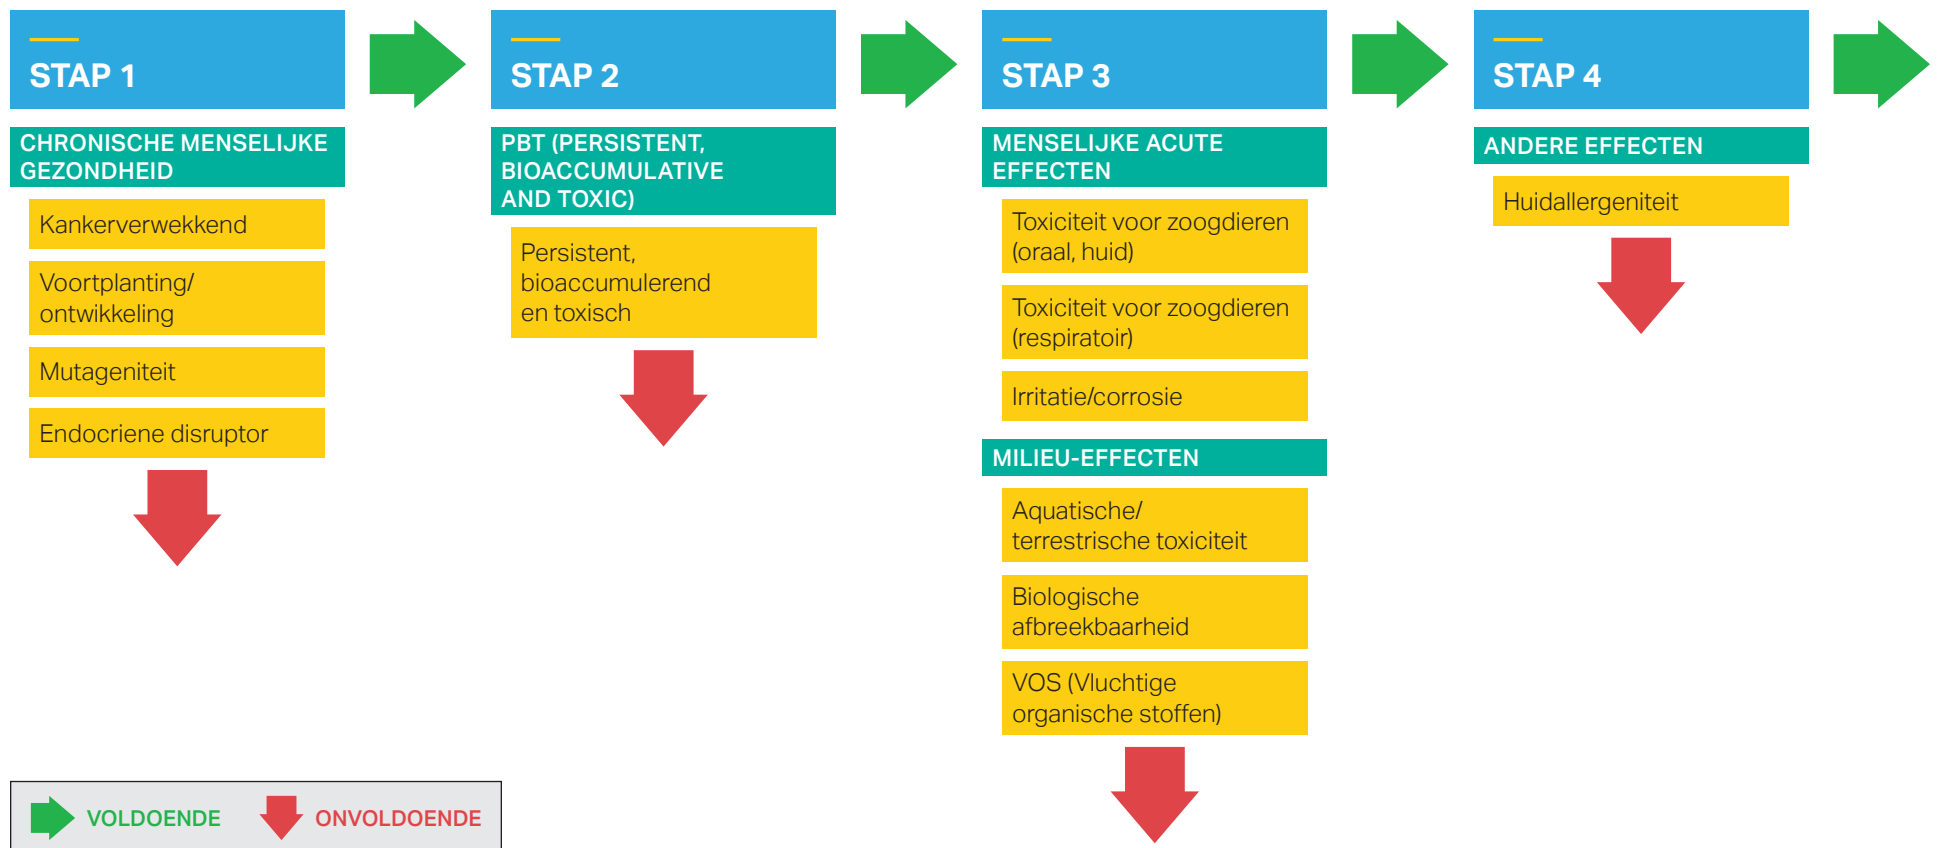 STAP 1
CHRONISCHE MENSELIJKE
GEZONDHEID
Kankerverwekkend
Voortplanting/
ontwikkeling
Mutageniteit
Endocriene disruptor
STAP 2
PBT (PERSISTENT,
BIOACCUMULATIVE
AND TOXIC)
Persistent,
bioaccumulerend
en toxisch
STAP 3
MENSELIJKE ACUTE
EFFECTEN
Toxiciteit voor zoogdieren
(oraal, huid)
Toxiciteit voor zoogdieren
(respiratoir)
Irritatie/corrosie
MILIEU-EFFECTEN
Aquatische/
terrestrische toxiciteit
Biologische
afbreekbaarheid
VOS (Vluchtige
organische stoffen)
STAP 4
ANDERE EFFECTEN
Huidallergeniteit
VOLDOENDE
ONVOLDOENDE